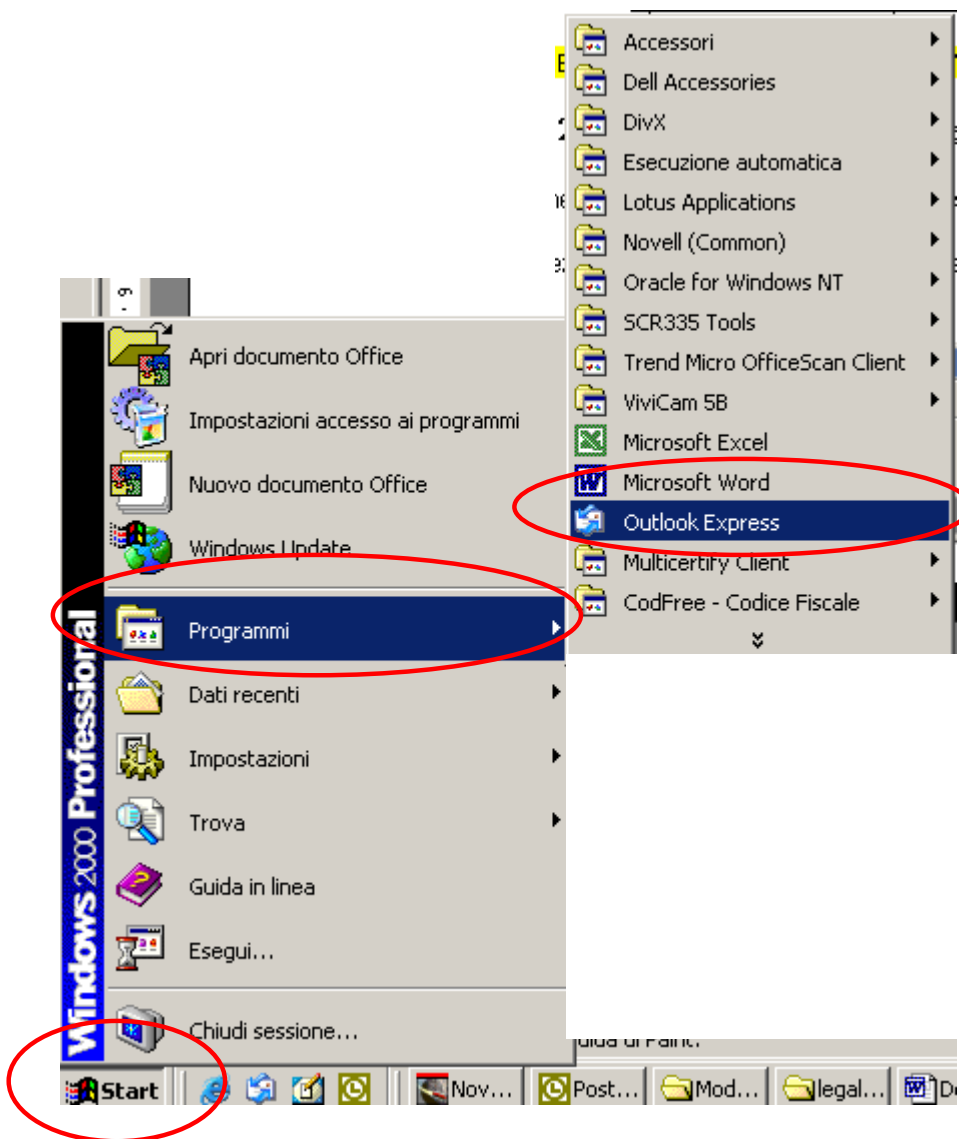 Accessori
Dell Accessories
DivX
Esecuzione automatica
Lotus Applications
Novell (Common)
Oracle for Windows NT
SCR335 Tools
Trend Micro OfficeScan Client
ViviCam 5B
Microsoft Excel
Microsoft Word
Outlook Express
Multicertify Client
CodFree - Codice Fiscale
Apri documento Office
Impostazioni accesso ai programmi
Nuovo documento Office
Windows Update
Programmi
Dati recenti
Impostazioni
Trova
Guida in linea
Esegui...
Chiudi sessione...
Windows 2000 Professional
Start
Nov...
Post...
Mod...
legal...